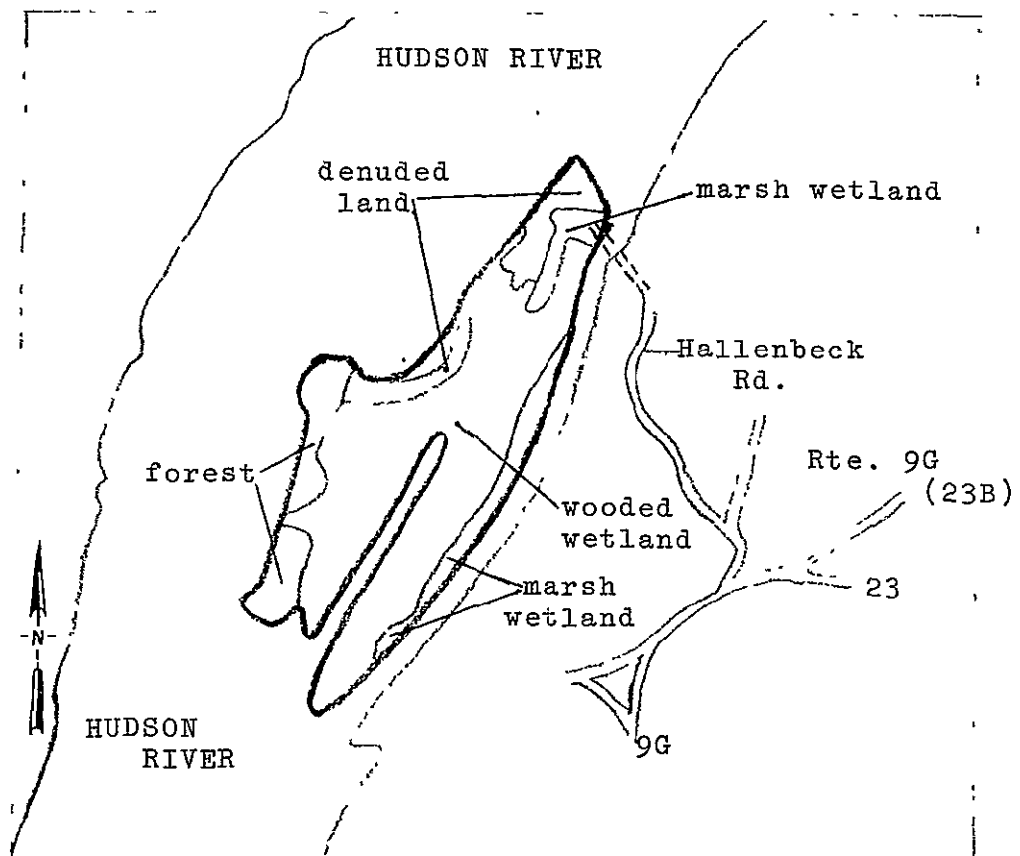 HUDSON RIVER
denuded
land
marsh wetland
Hallenbeck
Rd.
Rte. 9G
(23B)
forest
wooded
wetland
23
marsh
wetland
-N-
HUDSON
RIVER
9G